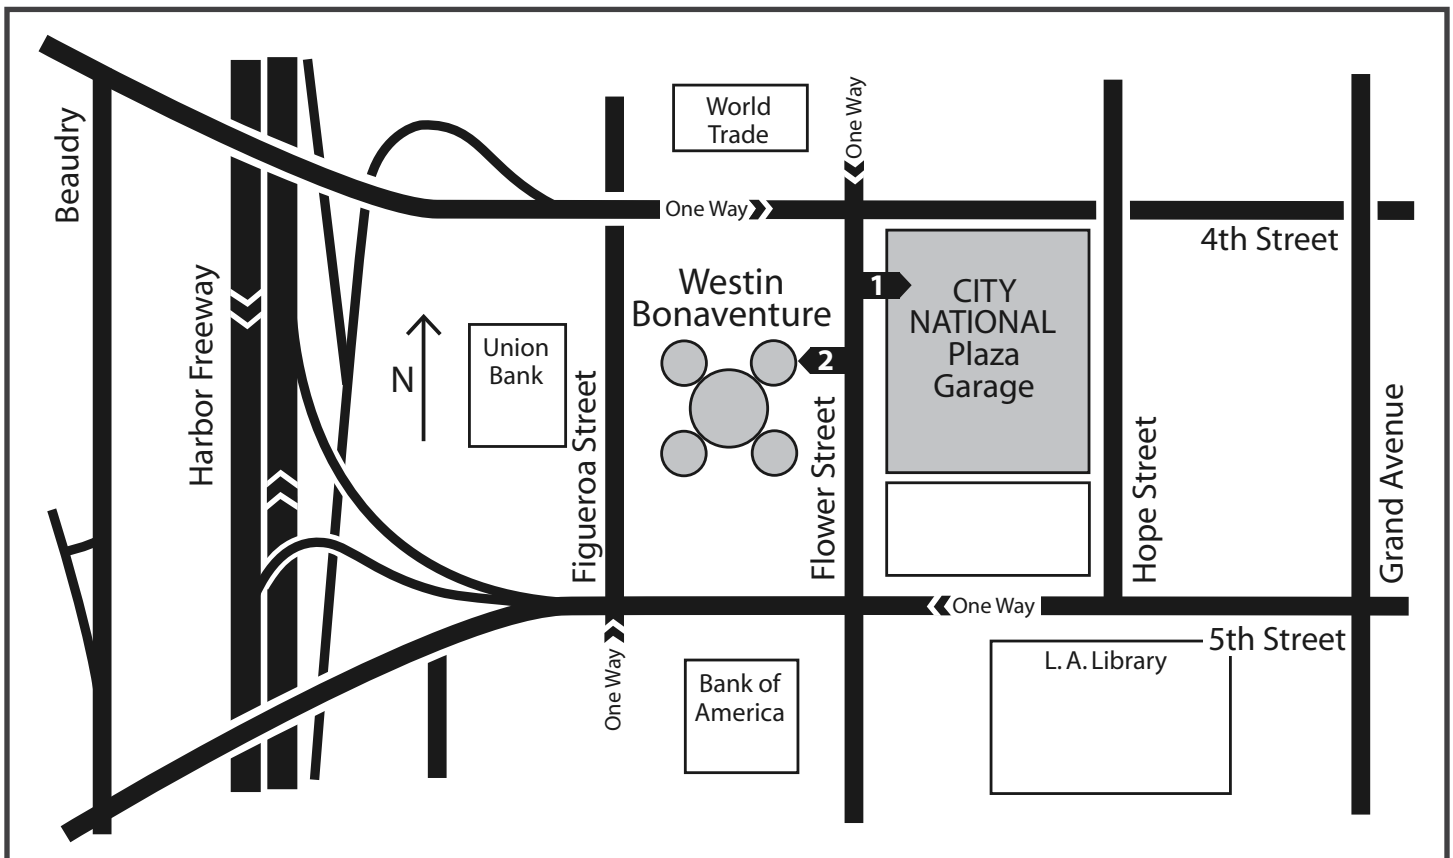 World
Trade
One Way
Beaudry
One Way
4th Street
Harbor Freeway
Westin
Bonaventure
1
CITY
NATIONAL
Plaza
Garage
Union
Bank
N
2
Figueroa Street
Flower Street
Hope Street
Grand Avenue
One Way
5th Street
L. A. Library
One Way
Bank of
America